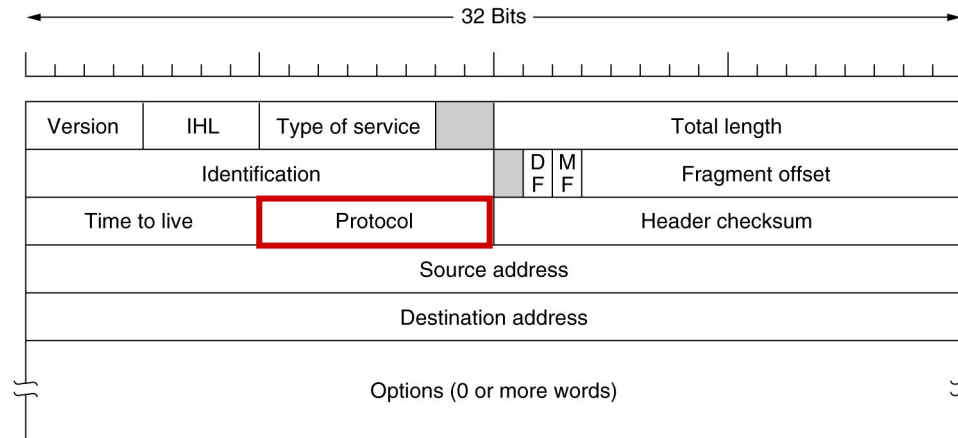 32 Bits
Version IHL Type of service Total length
Identification D F M F Fragment offset
Time to live Protocol Header checksum
Source address
Destination address
Options (0 or more words)